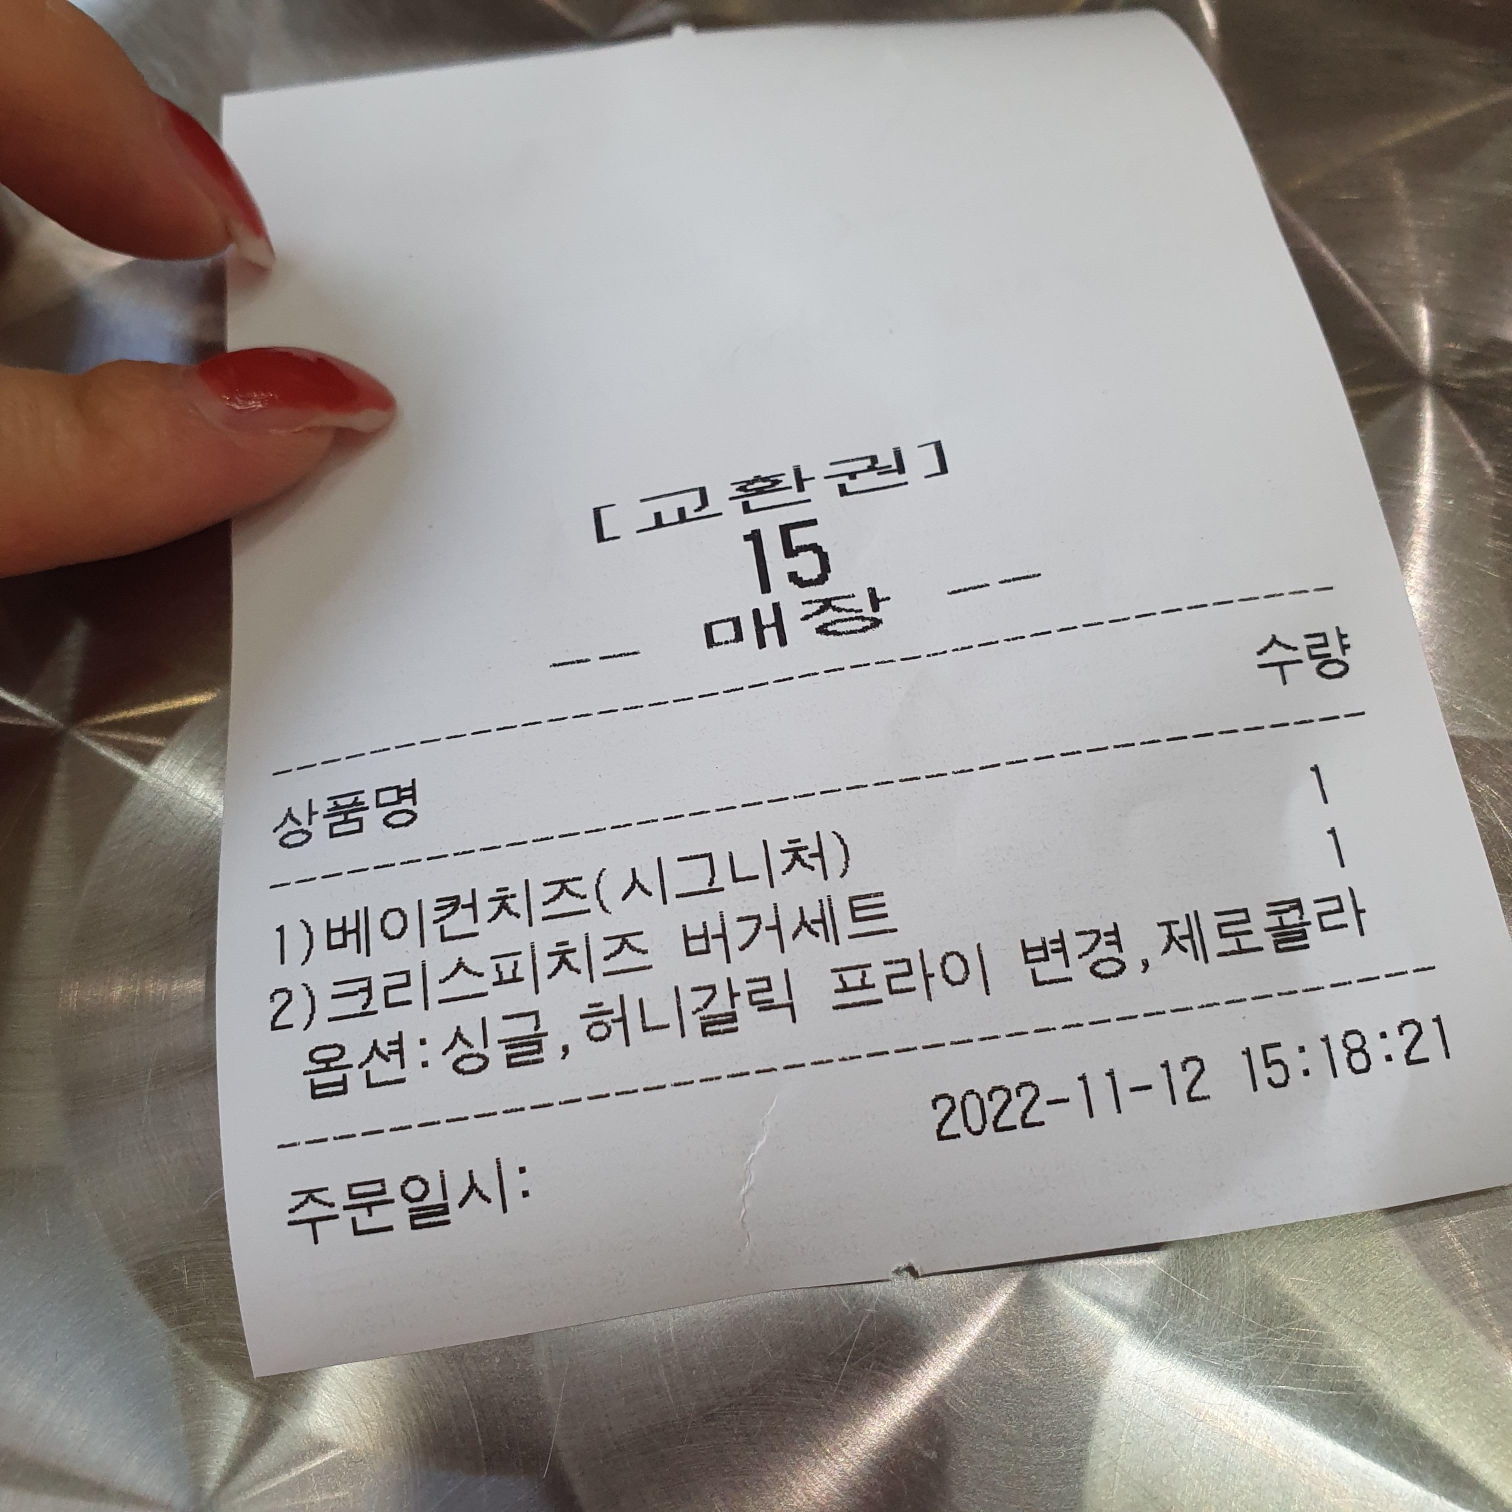 [교환권]
15
-- 매장 --
상품명 수량
1)베이컨치즈(시그니처) 1
2)크리스피치즈 버거세트 1
옵션:싱글,허니갈릭 프라이 변경,제로콜라
주문일시: 2022-11-12 15:18:21